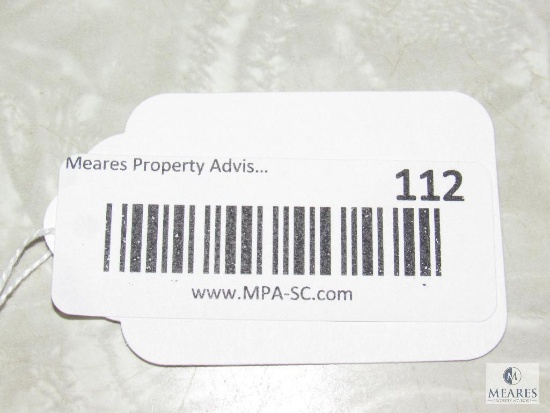 Meares Property Advis...
112
www.MPA-SC.com
M
MEARES